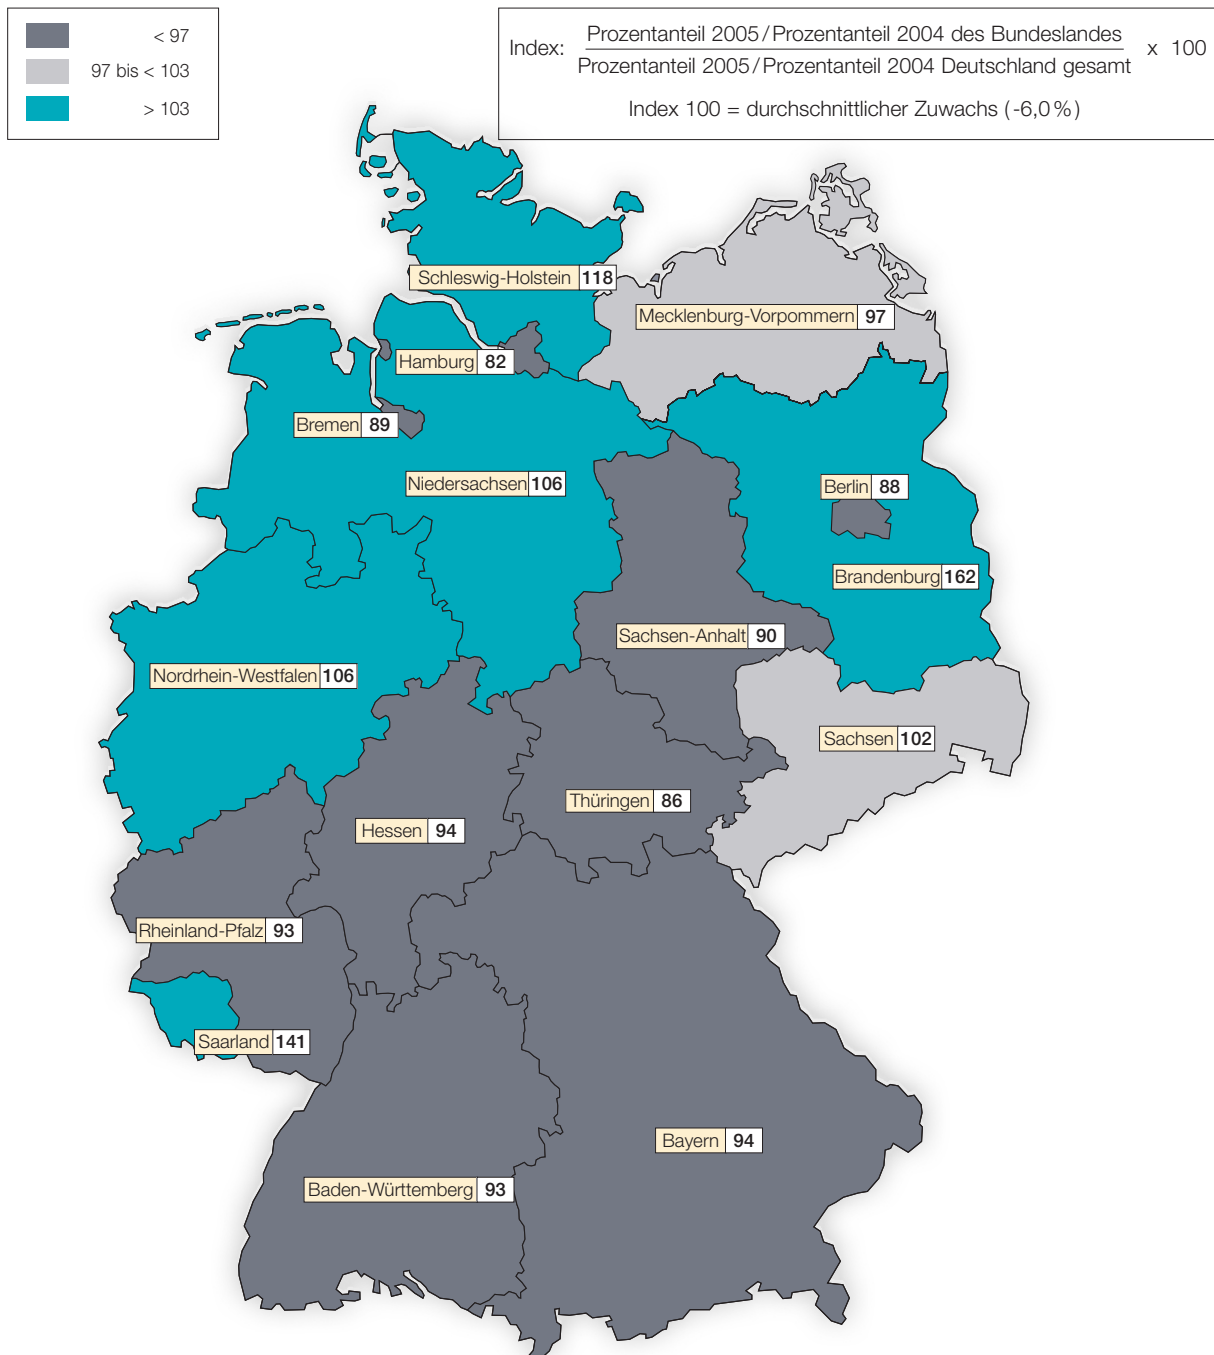 < 97
97 bis < 103
> 103
Index: Prozentanteil 2005/Prozentanteil 2004 des Bundeslandes x 100
Prozentanteil 2005/Prozentanteil 2004 Deutschland gesamt
Index 100 = durchschnittlicher Zuwachs (-6,0%)
Schleswig-Holstein 118
Mecklenburg-Vorpommern 97
Hamburg 82
Bremen 89
Niedersachsen 106
Berlin 88
Brandenburg 162
Sachsen-Anhalt 90
Nordrhein-Westfalen 106
Sachsen 102
Thüringen 86
Hessen 94
Rheinland-Pfalz 93
Saarland 141
Bayern 94
Baden-Württemberg 93